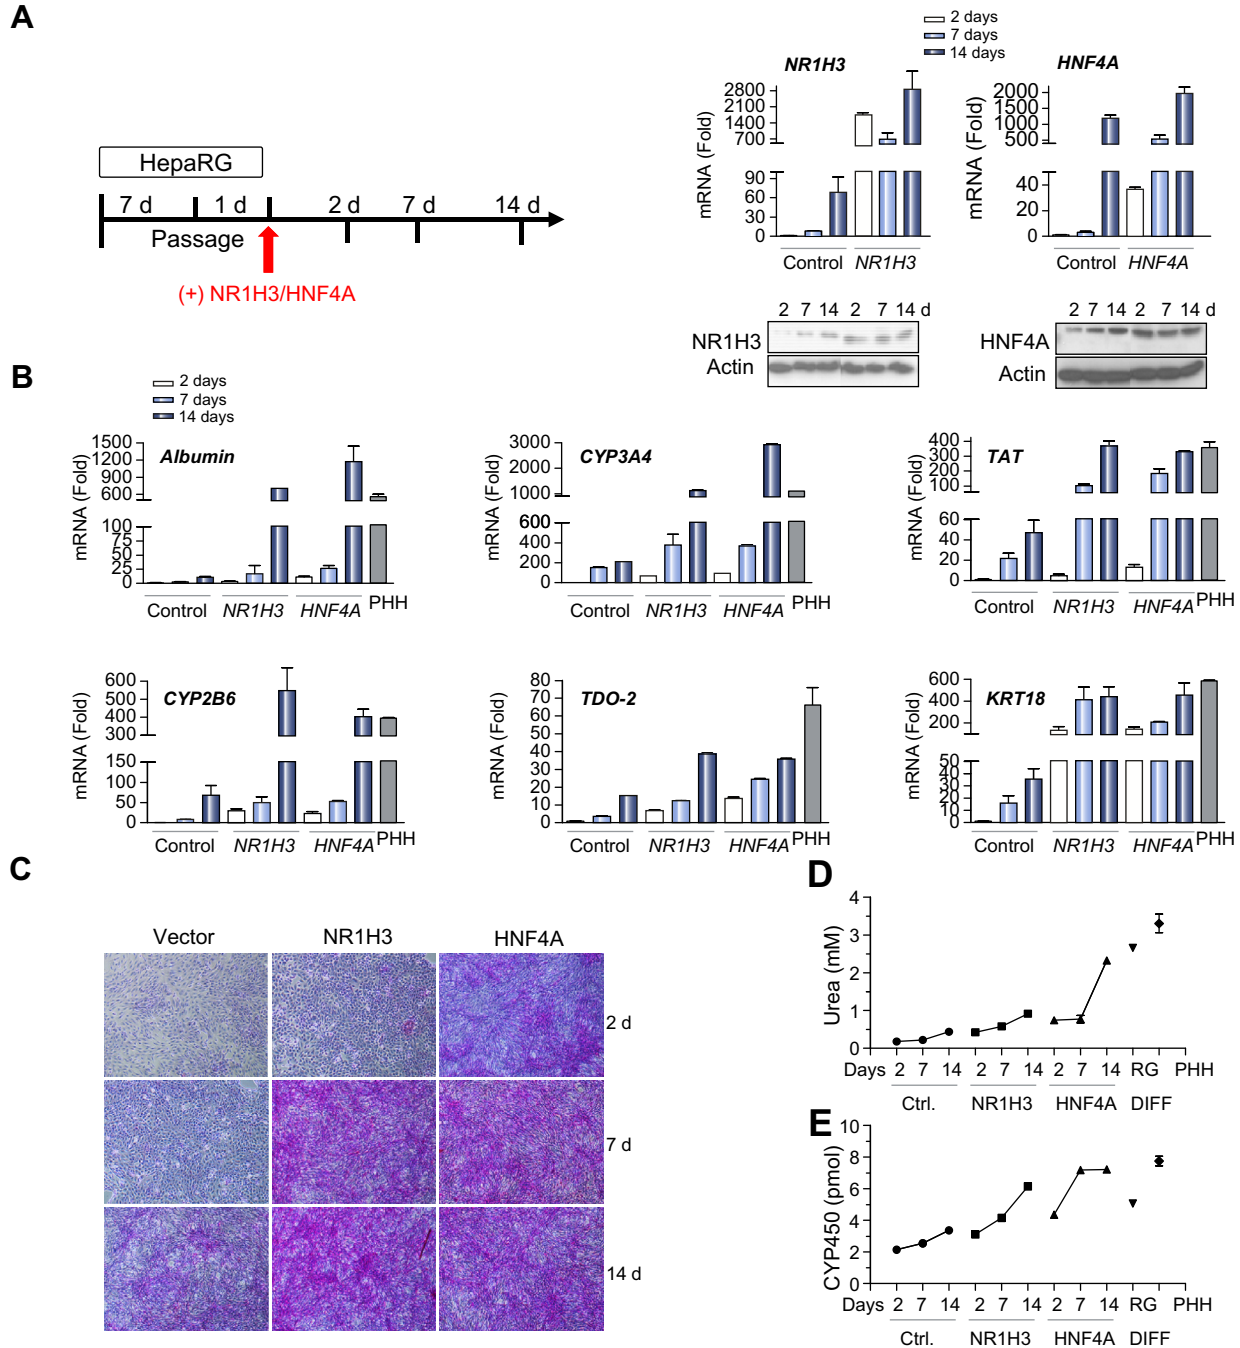 A
HepaRG
7 d 1 d 2 d 7 d 14 d
Passage
(+) NR1H3/HNF4A
2 days
7 days
14 days
NR1H3
mRNA (Fold)
2800
2100
1400
700
90
60
30
0
Control NR1H3
HNF4A
mRNA (Fold)
2000
1000
500
40
20
0
Control HNF4A
2 7 14 2 7 14 d
NR1H3
Actin
2 7 14 2 7 14 d
HNF4A
Actin
B
2 days
7 days
14 days
Albumin
mRNA (Fold)
1500
900
600
100
75
50
25
0
Control NR1H3 HNF4A PHH
CYP3A4
mRNA (Fold)
3000
1000
600
400
200
0
Control NR1H3 HNF4A PHH
TAT
mRNA (Fold)
400
300
200
100
60
40
20
0
Control NR1H3 HNF4A PHH
CYP2B6
mRNA (Fold)
600
500
400
300
150
100
50
0
Control NR1H3 HNF4A PHH
TDO-2
mRNA (Fold)
80
70
60
50
40
30
20
10
0
Control NR1H3 HNF4A PHH
KRT18
mRNA (Fold)
600
400
200
50
40
30
20
10
0
Control NR1H3 HNF4A PHH
C
Vector NR1H3 HNF4A
2 d
7 d
14 d
D
Urea (mM)
4
3
2
1
0
Days 2 7 14 2 7 14 2 7 14 RG PHH
Ctrl. NR1H3 HNF4A DIFF
E
CYP450 (pmol)
10
8
6
4
2
0
Days 2 7 14 2 7 14 2 7 14 RG PHH
Ctrl. NR1H3 HNF4A DIFF